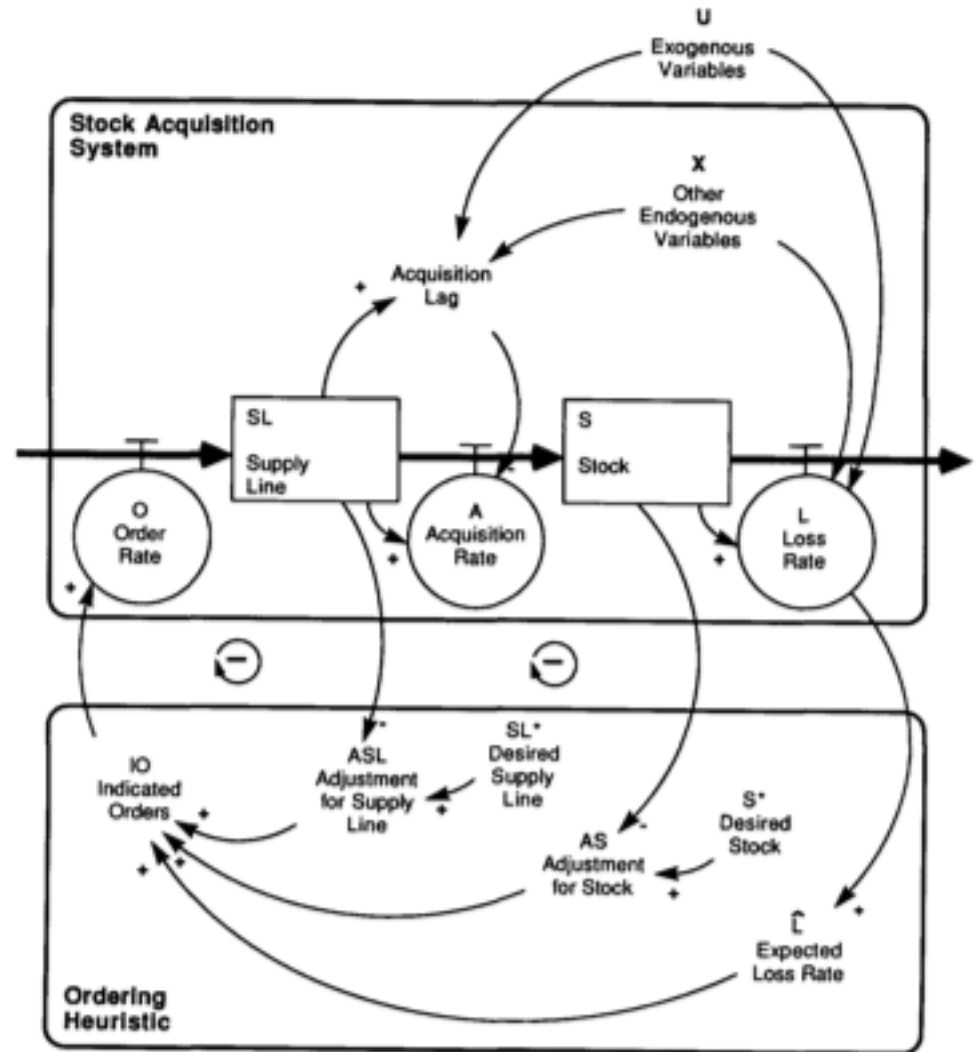 U
Exogenous
Variables
Stock Acquisition
System
X
Other
Endogenous
Variables
Acquisition
Lag
+
SL
Supply
Line
S
Stock
-
O
Order
Rate
+
A
Acquisition
Rate
+
L
Loss
Rate
+
−
−
-
IO
Indicated
Orders
+
+
+
ASL
Adjustment
for Supply
Line
SL*
Desired
Supply
Line
+
-
AS
Adjustment
for Stock
+
S*
Desired
Stock
+
L̂
Expected
Loss Rate
Ordering
Heuristic